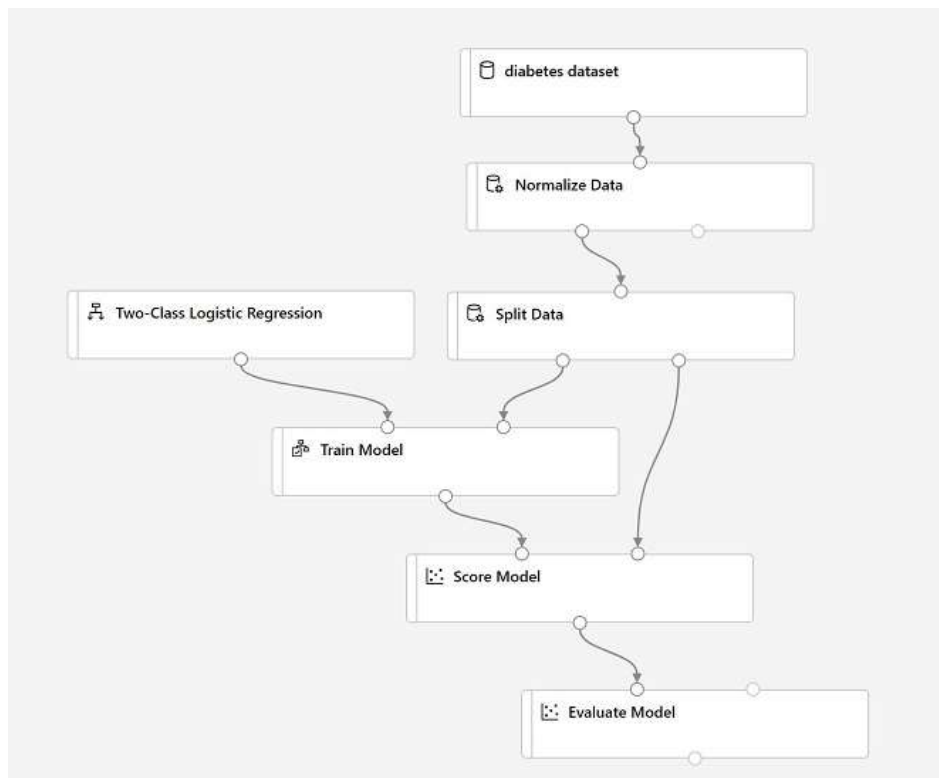 diabetes dataset
Normalize Data
Two-Class Logistic Regression
Split Data
Train Model
Score Model
Evaluate Model